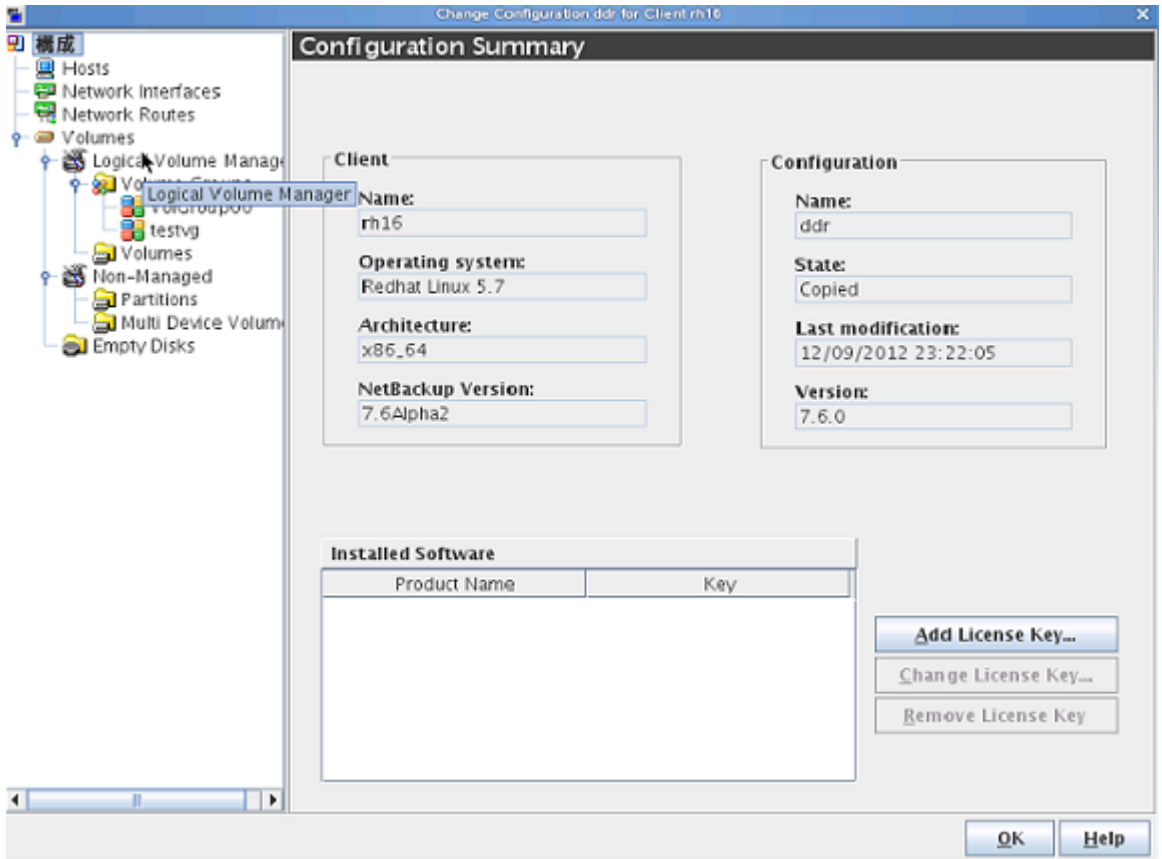 Change Configuration ddr for Client rh16
構成
Hosts
Network Interfaces
Network Routes
Volumes
Logical Volume Manage
Logical Volume Manager
VolGroup00
testvg
Volumes
Non-Managed
Partitions
Multi Device Volum
Empty Disks
Configuration Summary
Client
Name:
rh16
Operating system:
Redhat Linux 5.7
Architecture:
x86_64
NetBackup Version:
7.6Alpha2
Configuration
Name:
ddr
State:
Copied
Last modification:
12/09/2012 23:22:05
Version:
7.6.0
Installed Software
Product Name Key
Add License Key...
Change License Key...
Remove License Key
OK Help